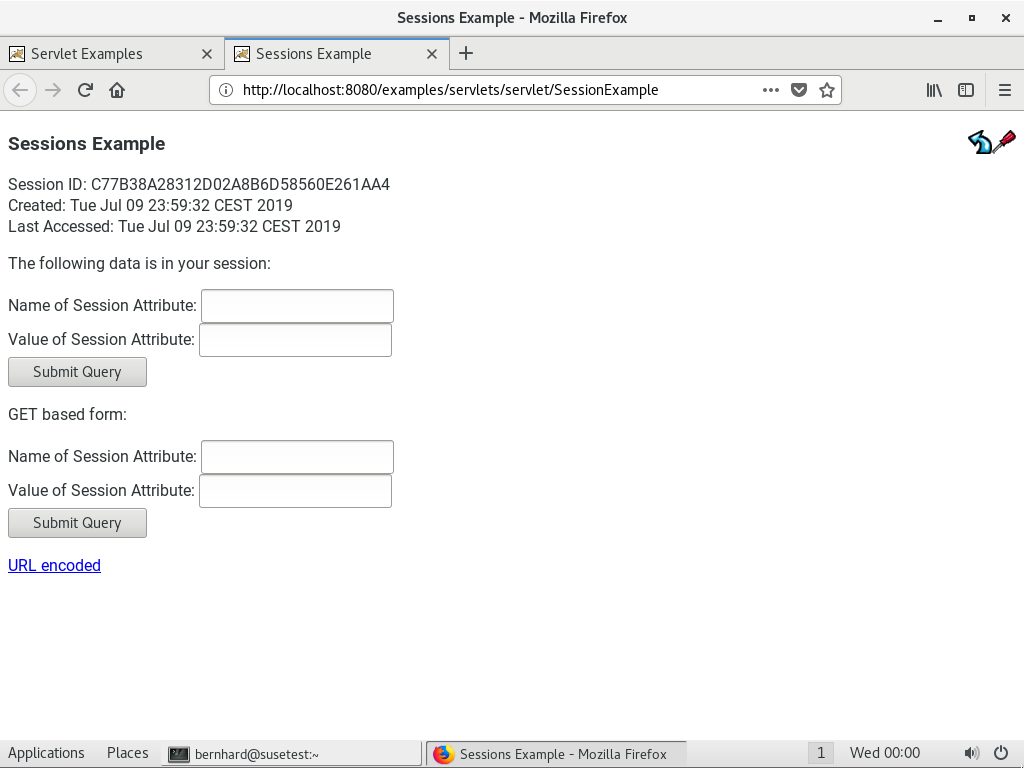 Sessions Example - Mozilla Firefox
Servlet Examples
Sessions Example
http://localhost:8080/examples/servlets/servlet/SessionExample
Sessions Example
Session ID: C77B38A28312D02A8B6D58560E261AA4
Created: Tue Jul 09 23:59:32 CEST 2019
Last Accessed: Tue Jul 09 23:59:32 CEST 2019
The following data is in your session:
Name of Session Attribute:
Value of Session Attribute:
Submit Query
GET based form:
Name of Session Attribute:
Value of Session Attribute:
Submit Query
URL encoded
Applications Places bernhard@susetest:~ Sessions Example - Mozilla Firefox 1 Wed 00:00